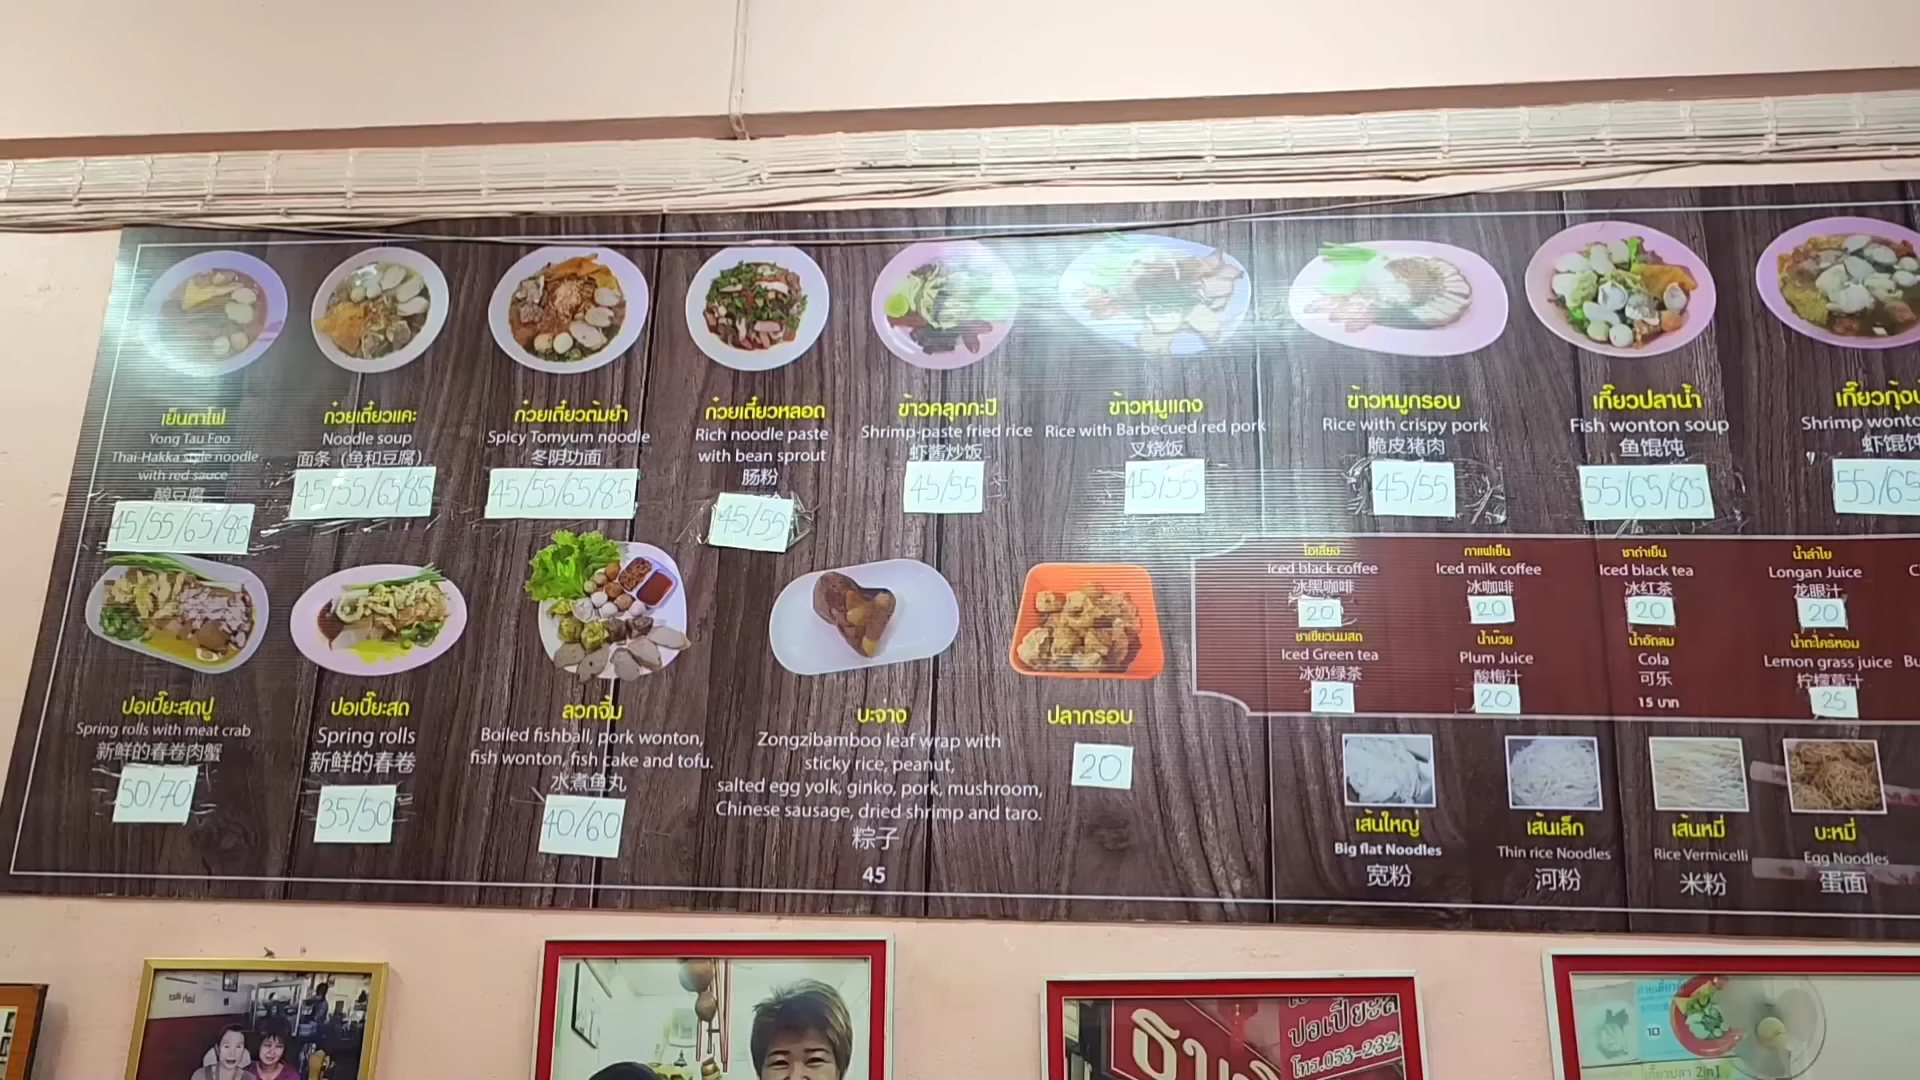 เย็นตาโฟ
Yong Tau Foo
Thai-Hakka style noodle
with red sauce
酿豆腐
45/55/65/85
ก๋วยเตี๋ยวแคะ
Noodle soup
面条（鱼和豆腐）
45/55/65/85
ก๋วยเตี๋ยวต้มยำ
Spicy Tomyum noodle
冬阴功面
45/55/65/85
ก๋วยเตี๋ยวหลอด
Rich noodle paste
with bean sprout
肠粉
45/55
ข้าวคลุกกะปิ
Shrimp-paste fried rice
虾酱炒饭
45/55
ข้าวหมูแดง
Rice with Barbecued red pork
叉烧饭
45/55
ข้าวหมูกรอบ
Rice with crispy pork
脆皮猪肉
45/55
เกี๊ยวปลาน้ำ
Fish wonton soup
鱼馄饨
55/65/85
เกี๊ยวกุ้ง
Shrimp wonto
虾馄饨
55/65
ปอเปี๊ยะสดปู
Spring rolls with meat crab
新鲜的春卷肉蟹
50/70
ปอเปี๊ยะสด
Spring rolls
新鲜的春卷
35/50
ลวกจิ้ม
Boiled fishball, pork wonton,
fish wonton, fish cake and tofu.
水煮鱼丸
40/60
บะจ่าง
Zongzibamboo leaf wrap with
sticky rice, peanut,
salted egg yolk, ginko, pork, mushroom,
Chinese sausage, dried shrimp and taro.
粽子
45
ปลากรอบ
20
โอเลี้ยง
Iced black coffee
冰黑咖啡
20
กาแฟเย็น
Iced milk coffee
冰咖啡
20
ชาดำเย็น
Iced black tea
冰红茶
20
น้ำลำไย
Longan Juice
龙眼汁
20
ชาเขียวนมสด
Iced Green tea
冰奶绿茶
25
น้ำบ๊วย
Plum Juice
酸梅汁
20
น้ำอัดลม
Cola
可乐
15 บาท
น้ำตะไคร้หอม
Lemon grass juice
柠檬草汁
25
เส้นใหญ่
Big flat Noodles
宽粉
เส้นเล็ก
Thin rice Noodles
河粉
เส้นหมี่
Rice Vermicelli
米粉
บะหมี่
Egg Noodles
蛋面
ปอเปี๊ยะ
โทร.053-232
10
เกี๊ยวปลา 2in1